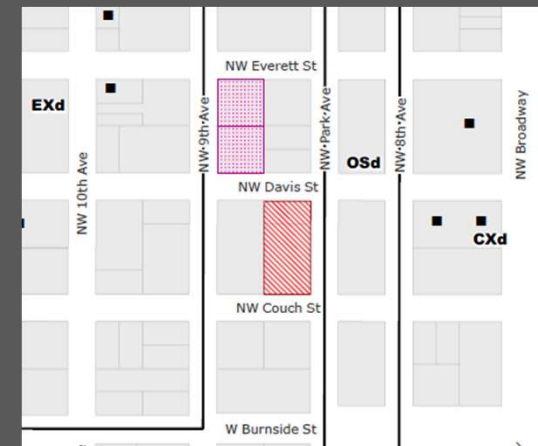 NW Everett St
EXd
NW 10th Ave
NW·9th·Ave
NW·Park·Ave
NW·8th·Ave
NW Broadway
OSd
NW Davis St
CXd
NW Couch St
W Burnside St